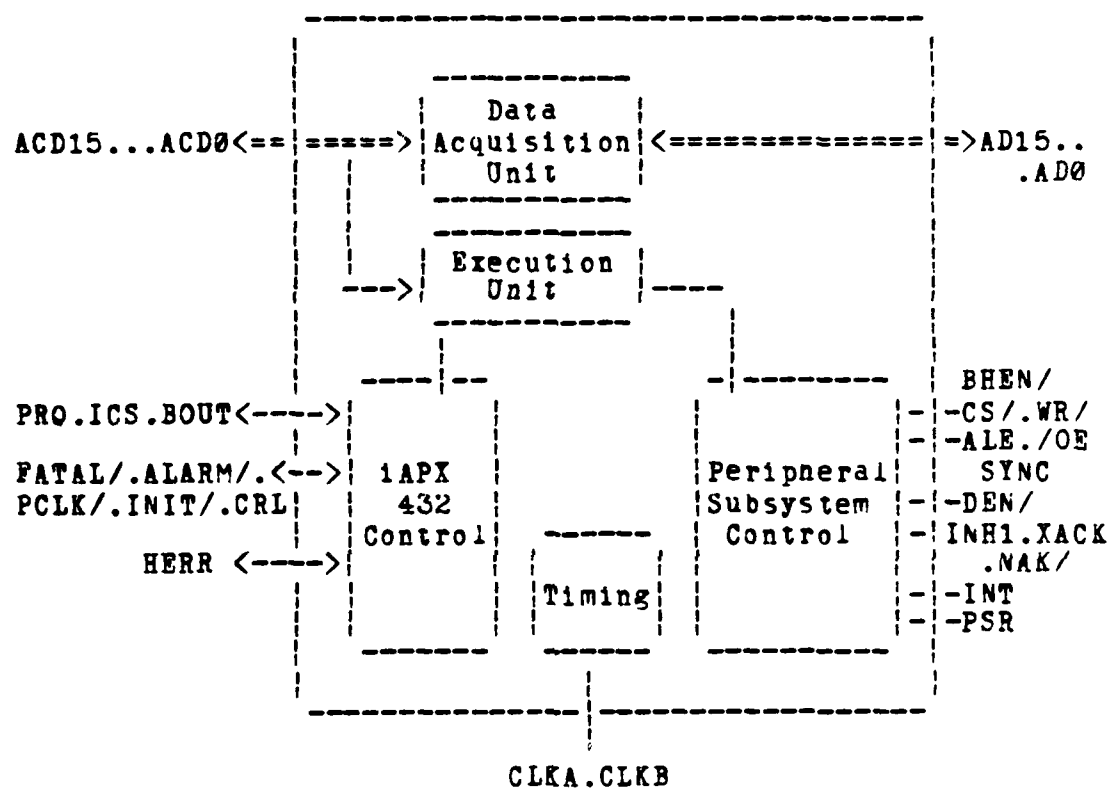 Data
ACD15...ACD0<== =====> Acquisition <============== =>AD15..
Unit .AD0
Execution
---> Unit ----
BHEN/
PRQ.ICS.BOUT<----> -CS/.WR/
-ALE./OE
FATAL/.ALARM/.<--> iAPX Peripheral SYNC
PCLK/.INIT/.CRL 432 Subsystem -DEN/
Control Control INH1.XACK
HERR <----> .NAK/
Timing -INT
-PSR
CLKA.CLKB